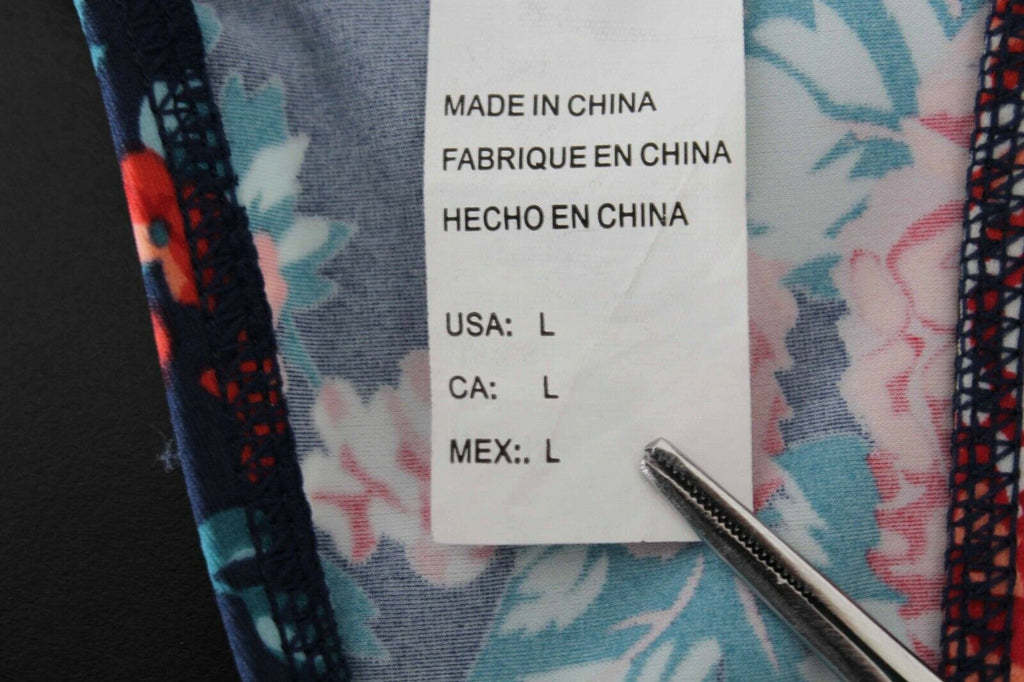 MADE IN CHINA
FABRIQUE EN CHINA
HECHO EN CHINA
USA: L
CA: L
MEX:. L